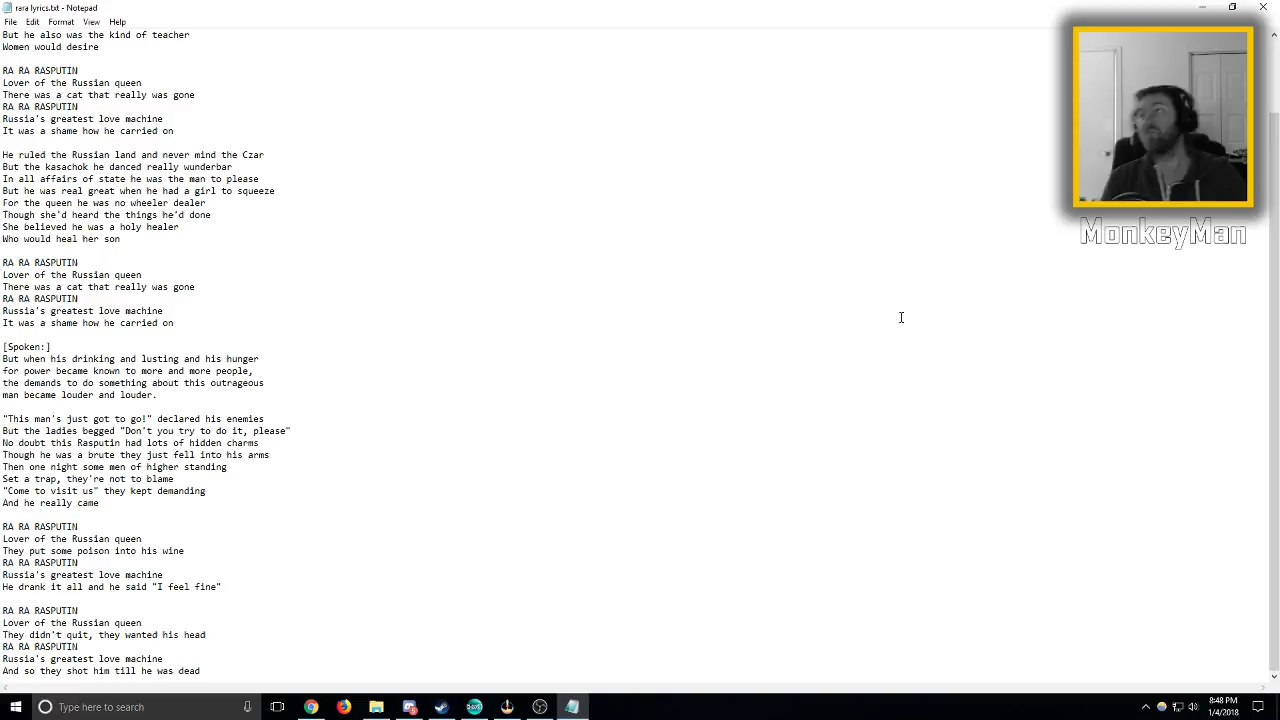 rara lyrics.txt - Notepad
File Edit Format View Help
But he also was the kind of teacher
Women would desire
RA RA RASPUTIN
Lover of the Russian queen
There was a cat that really was gone
RA RA RASPUTIN
Russia's greatest love machine
It was a shame how he carried on
He ruled the Russian land and never mind the Czar
But the kasachok he danced really wunderbar
In all affairs of state he was the man to please
But he was real great when he had a girl to squeeze
For the queen he was no wheeler dealer
Though she'd heard the things he'd done
She believed he was a holy healer
Who would heal her son
RA RA RASPUTIN
Lover of the Russian queen
There was a cat that really was gone
RA RA RASPUTIN
Russia's greatest love machine
It was a shame how he carried on
[Spoken:]
But when his drinking and lusting and his hunger
for power became known to more and more people,
the demands to do something about this outrageous
man became louder and louder.
"This man's just got to go!" declared his enemies
But the ladies begged "Don't you try to do it, please"
No doubt this Rasputin had lots of hidden charms
Though he was a brute they just fell into his arms
Then one night some men of higher standing
Set a trap, they're not to blame
"Come to visit us" they kept demanding
And he really came
RA RA RASPUTIN
Lover of the Russian queen
They put some poison into his wine
RA RA RASPUTIN
Russia's greatest love machine
He drank it all and he said "I feel fine"
RA RA RASPUTIN
Lover of the Russian queen
They didn't quit, they wanted his head
RA RA RASPUTIN
Russia's greatest love machine
And so they shot him till he was dead
MonkeyMan
Type here to search
8:48 PM
1/4/2018